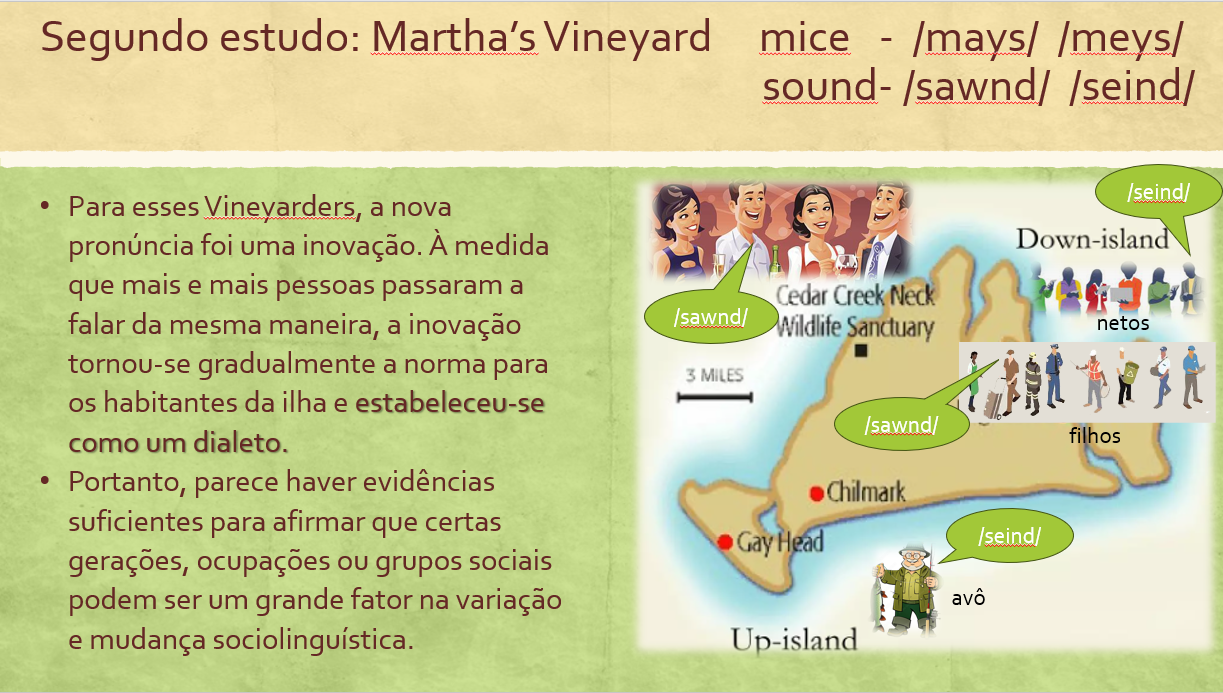 Segundo estudo: Martha’s Vineyard mice - /mays/ /meys/
sound- /sawnd/ /seind/
• Para esses Vineyarders, a nova
pronúncia foi uma inovação. À medida
que mais e mais pessoas passaram a
falar da mesma maneira, a inovação
tornou-se gradualmente a norma para
os habitantes da ilha e estabeleceu-se
como um dialeto.
• Portanto, parece haver evidências
suficientes para afirmar que certas
gerações, ocupações ou grupos sociais
podem ser um grande fator na variação
e mudança sociolinguística.
/seind/
Down-island
/sawnd/
Cedar Creek Neck
Wildlife Sanctuary
netos
3 MILES
/sawnd/
filhos
Chilmark
Gay Head
/seind/
avô
Up-island